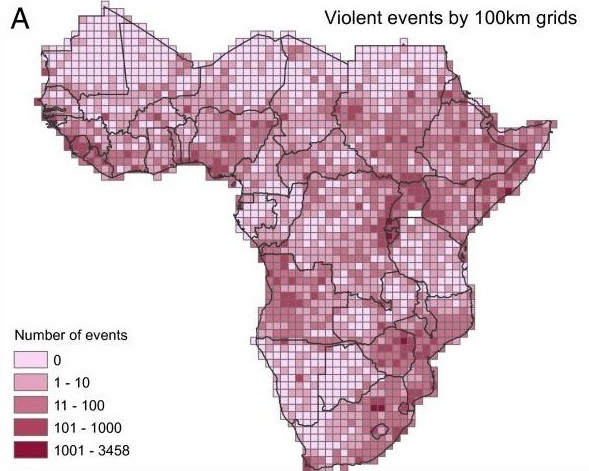 A
Violent events by 100km grids
Number of events
0
1 - 10
11 - 100
101 - 1000
1001 - 3458